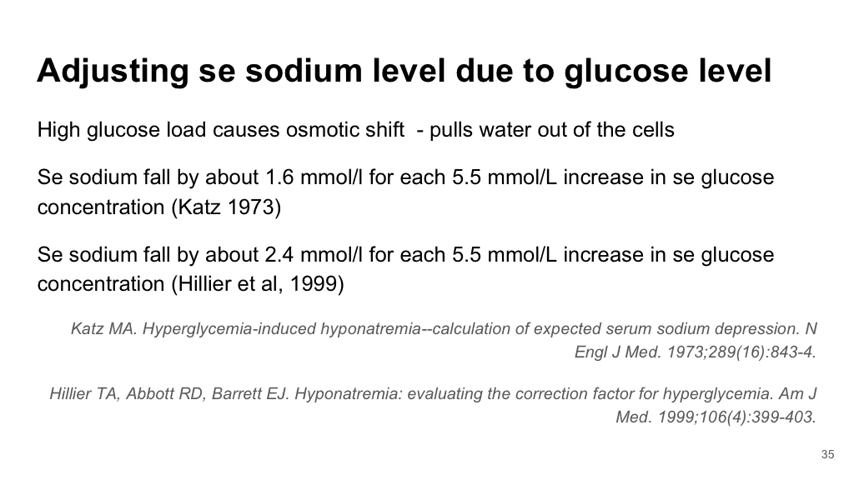 Adjusting se sodium level due to glucose level
High glucose load causes osmotic shift  - pulls water out of the cells
Se sodium fall by about 1.6 mmol/l for each 5.5 mmol/L increase in se glucose
concentration (Katz 1973)
Se sodium fall by about 2.4 mmol/l for each 5.5 mmol/L increase in se glucose
concentration (Hillier et al, 1999)
Katz MA. Hyperglycemia-induced hyponatremia--calculation of expected serum sodium depression. N
Engl J Med. 1973;289(16):843-4.
Hillier TA, Abbott RD, Barrett EJ. Hyponatremia: evaluating the correction factor for hyperglycemia. Am J
Med. 1999;106(4):399-403.
35